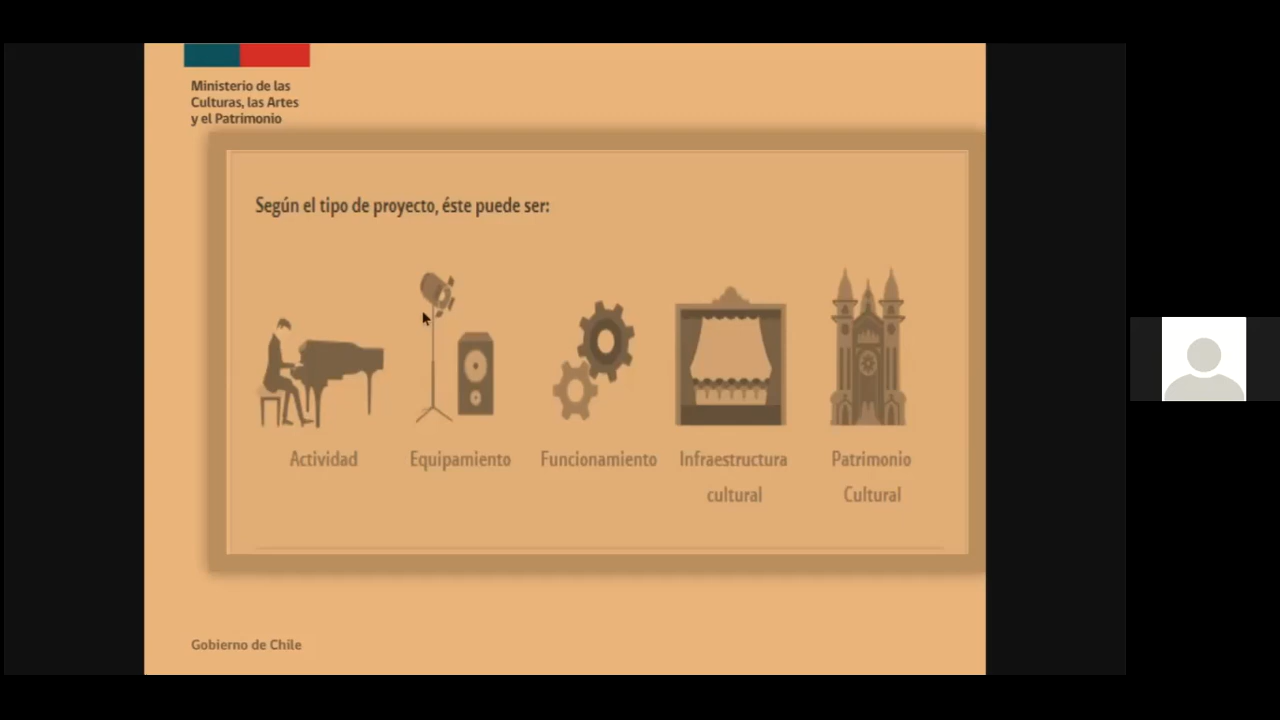 Ministerio de las
Culturas, las Artes
y el Patrimonio
Según el tipo de proyecto, éste puede ser:
Actividad
Equipamiento
Funcionamiento
Infraestructura
cultural
Patrimonio
Cultural
Gobierno de Chile